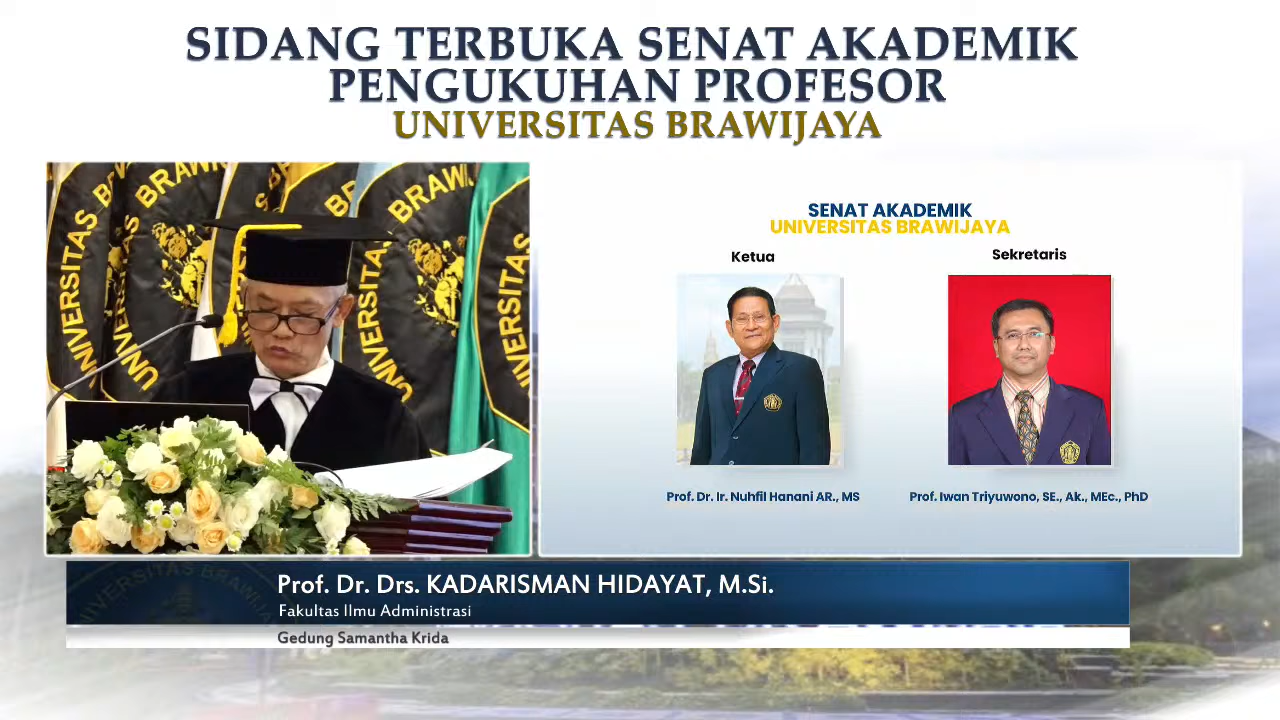 SIDANG TERBUKA SENAT AKADEMIK
PENGUKUHAN PROFESOR
UNIVERSITAS BRAWIJAYA
SENAT AKADEMIK
UNIVERSITAS BRAWIJAYA
Ketua
Sekretaris
Prof. Dr. Ir. Nuhfil Hanani AR., MS
Prof. Iwan Triyuwono, SE., Ak., MEc., PhD
UNIVERSITAS BRAWIJAYA
Prof. Dr. Drs. KADARISMAN HIDAYAT, M.Si.
Fakultas Ilmu Administrasi
Gedung Samantha Krida